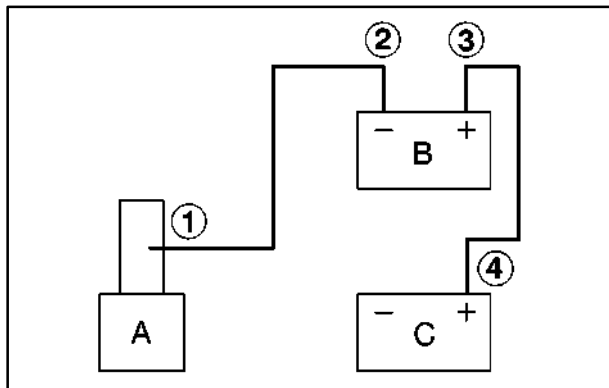 ② ③
− +
B
①
④
− +
A C